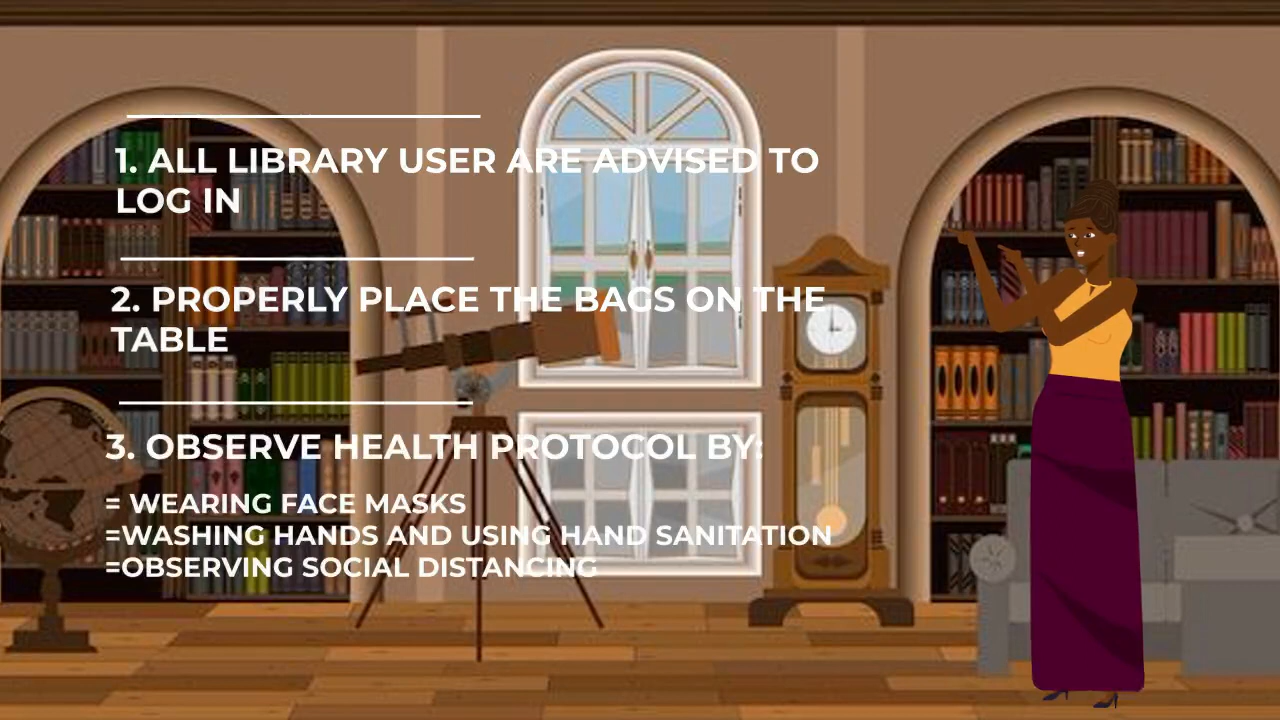 1. ALL LIBRARY USER ARE ADVISED TO
LOG IN
2. PROPERLY PLACE THE BAGS ON THE
TABLE
3. OBSERVE HEALTH PROTOCOL BY:
= WEARING FACE MASKS
=WASHING HANDS AND USING HAND SANITATION
=OBSERVING SOCIAL DISTANCING